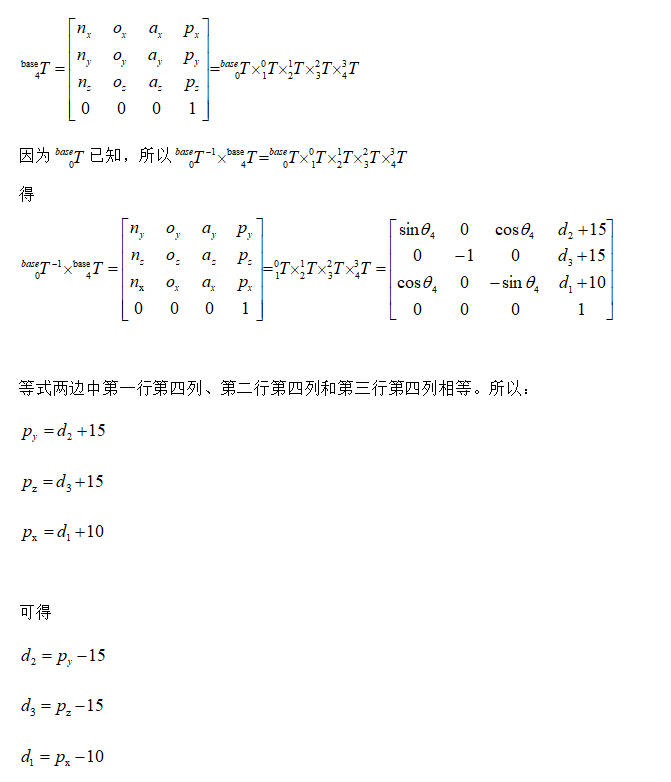 $^{\text{base}}_{4}T=\begin{bmatrix} n_x & o_x & a_x & p_x \\ n_y & o_y & a_y & p_y \\ n_z & o_z & a_z & p_z \\ 0 & 0 & 0 & 1 \end{bmatrix}={}^{base}_{0}T\times{}^{0}_{1}T\times{}^{1}_{2}T\times{}^{2}_{3}T\times{}^{3}_{4}T$
因为 $^{base}_{0}T$ 已知，所以 $^{base}_{0}T^{-1}\times{}^{\text{base}}_{4}T={}^{base}_{0}T\times{}^{0}_{1}T\times{}^{1}_{2}T\times{}^{2}_{3}T\times{}^{3}_{4}T$
得
$^{base}_{0}T^{-1}\times{}^{\text{base}}_{4}T=\begin{bmatrix} n_y & o_y & a_y & p_y \\ n_z & o_z & a_z & p_z \\ n_x & o_x & a_x & p_x \\ 0 & 0 & 0 & 1 \end{bmatrix}={}^{0}_{1}T\times{}^{1}_{2}T\times{}^{2}_{3}T\times{}^{3}_{4}T=\begin{bmatrix} \sin\theta_4 & 0 & \cos\theta_4 & d_2+15 \\ 0 & -1 & 0 & d_3+15 \\ \cos\theta_4 & 0 & -\sin\theta_4 & d_1+10 \\ 0 & 0 & 0 & 1 \end{bmatrix}$
等式两边中第一行第四列、第二行第四列和第三行第四列相等。所以：
$p_y=d_2+15$
$p_z=d_3+15$
$p_x=d_1+10$
可得
$d_2=p_y-15$
$d_3=p_z-15$
$d_1=p_x-10$